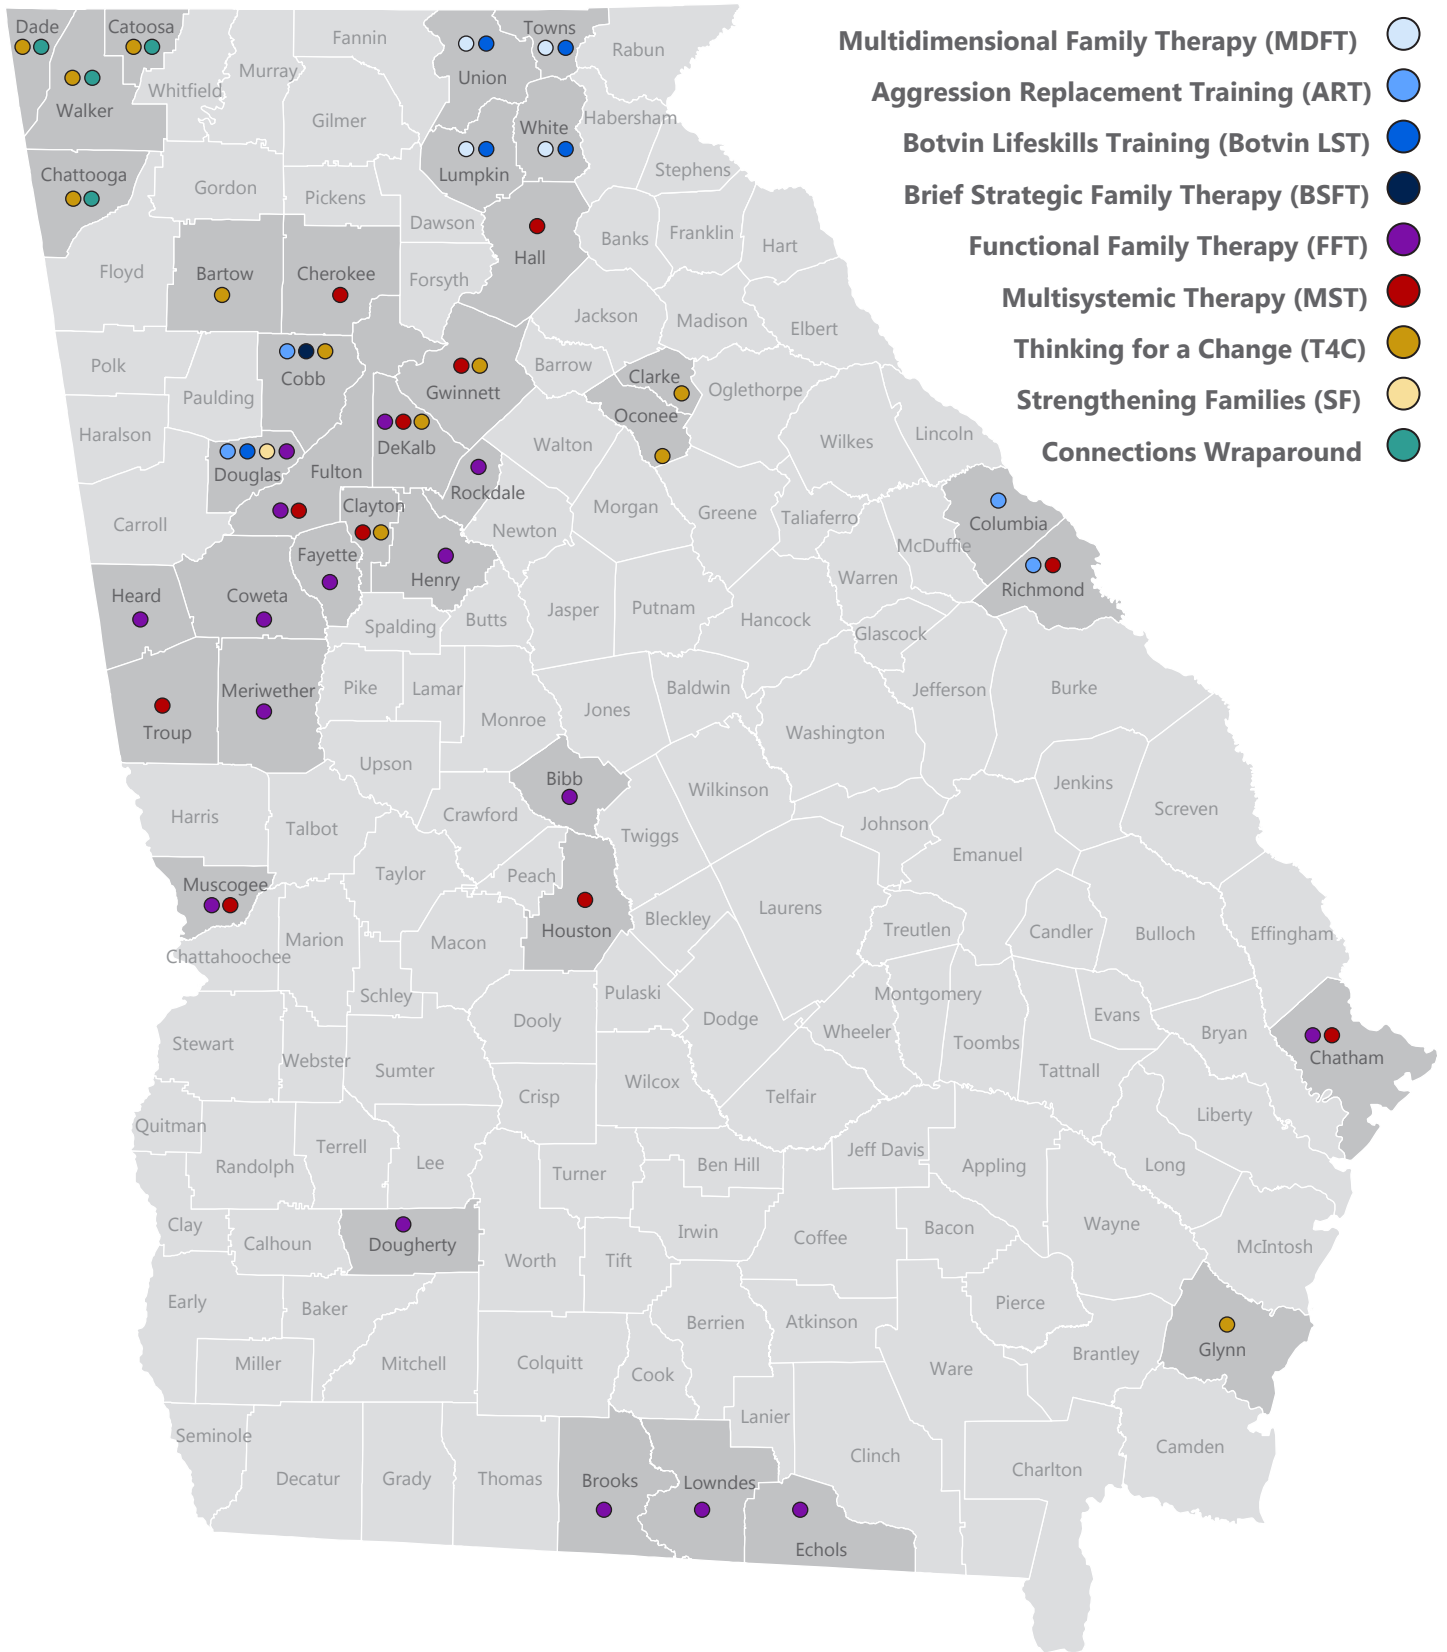 Multidimensional Family Therapy (MDFT)
Aggression Replacement Training (ART)
Botvin Lifeskills Training (Botvin LST)
Brief Strategic Family Therapy (BSFT)
Functional Family Therapy (FFT)
Multisystemic Therapy (MST)
Thinking for a Change (T4C)
Strengthening Families (SF)
Connections Wraparound
Dade
Catoosa
Fannin
Towns
Rabun
Union
Murray
Whitfield
Walker
Gilmer
White
Habersham
Chattooga
Lumpkin
Stephens
Gordon
Pickens
Dawson
Banks
Franklin
Hart
Hall
Floyd
Bartow
Cherokee
Forsyth
Jackson
Madison
Elbert
Polk
Cobb
Barrow
Clarke
Oglethorpe
Gwinnett
Paulding
Oconee
Haralson
DeKalb
Walton
Wilkes
Lincoln
Douglas
Fulton
Rockdale
Clayton
Morgan
Greene
Taliaferro
Columbia
Carroll
Newton
McDuffie
Fayette
Henry
Warren
Richmond
Heard
Coweta
Jasper
Putnam
Hancock
Spalding
Butts
Glascock
Pike
Lamar
Baldwin
Jefferson
Burke
Meriwether
Monroe
Jones
Troup
Washington
Upson
Bibb
Wilkinson
Jenkins
Screven
Harris
Talbot
Crawford
Twiggs
Johnson
Emanuel
Taylor
Peach
Muscogee
Laurens
Bleckley
Houston
Treutlen
Candler
Bulloch
Effingham
Marion
Macon
Chattahoochee
Schley
Pulaski
Montgomery
Dooly
Dodge
Wheeler
Evans
Bryan
Stewart
Webster
Toombs
Chatham
Sumter
Tattnall
Wilcox
Crisp
Telfair
Liberty
Quitman
Terrell
Randolph
Lee
Turner
Ben Hill
Jeff Davis
Appling
Long
Clay
Calhoun
Dougherty
Irwin
Coffee
Bacon
Wayne
McIntosh
Worth
Tift
Early
Baker
Berrien
Atkinson
Pierce
Glynn
Brantley
Miller
Mitchell
Colquitt
Cook
Ware
Lanier
Seminole
Decatur
Grady
Thomas
Brooks
Lowndes
Clinch
Charlton
Camden
Echols